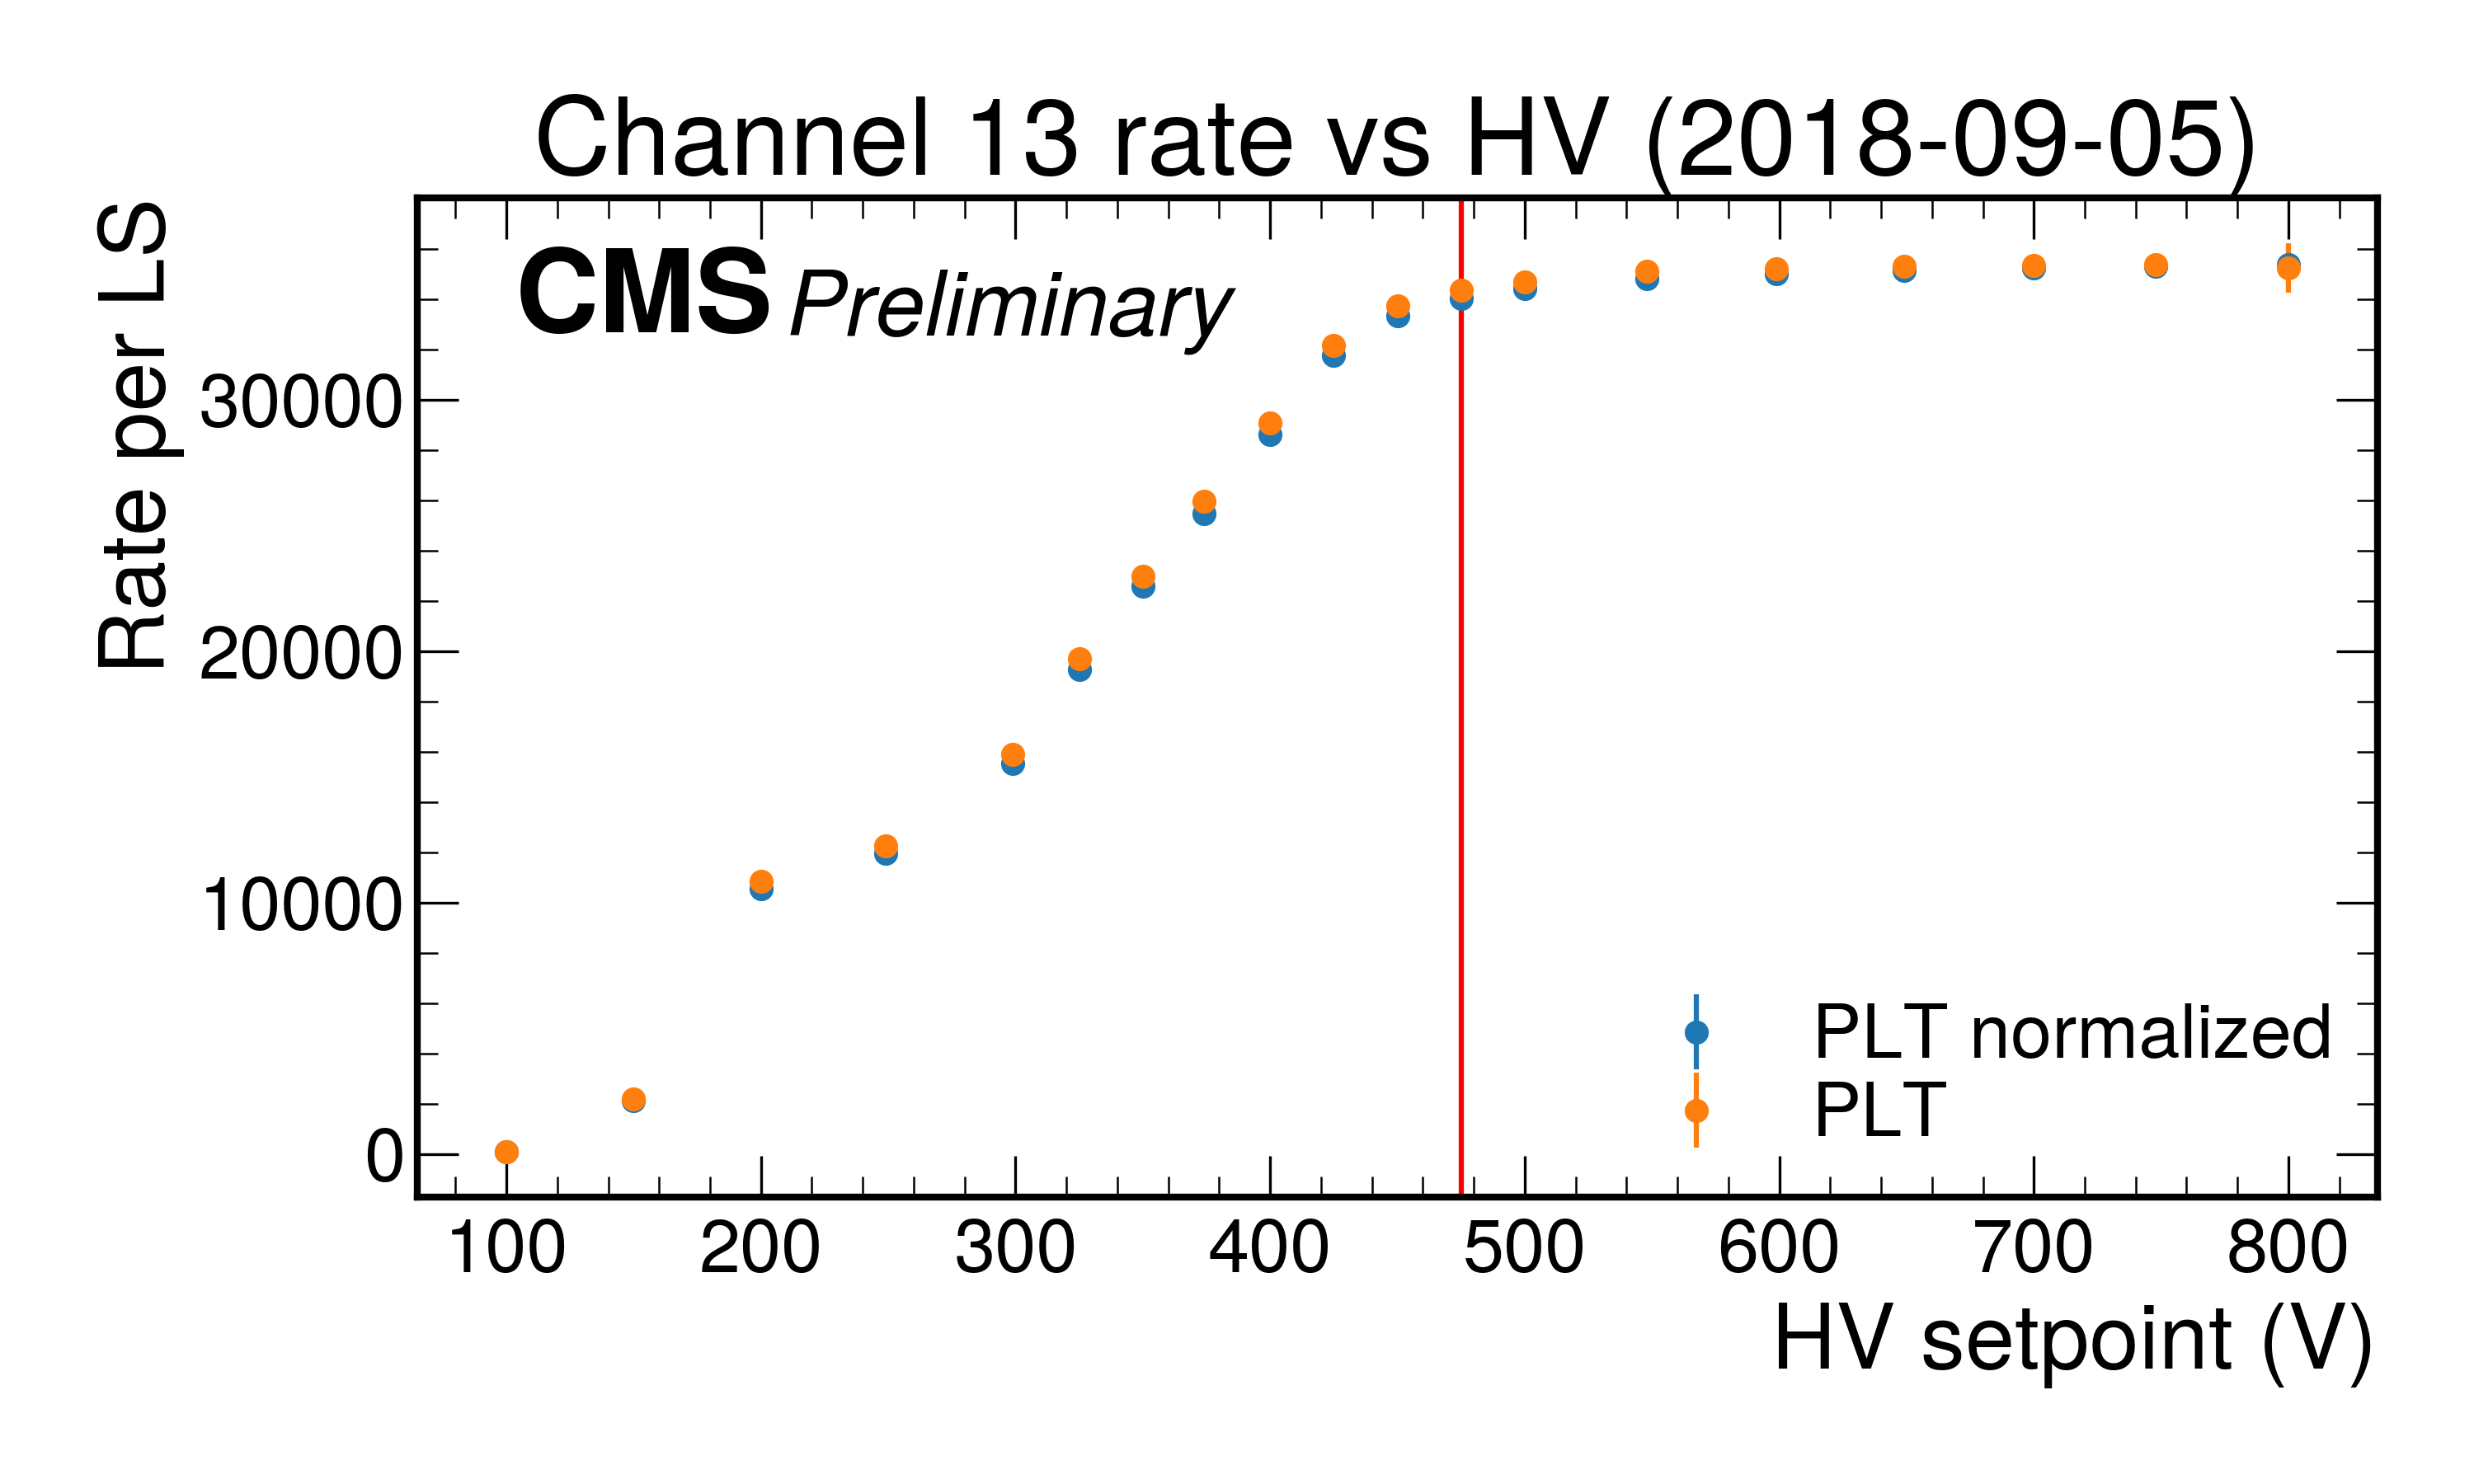 Channel 13 rate vs HV (2018-09-05)
CMS Preliminary
Rate per LS
30000
20000
10000
0
PLT normalized
PLT
100 200 300 400 500 600 700 800
HV setpoint (V)